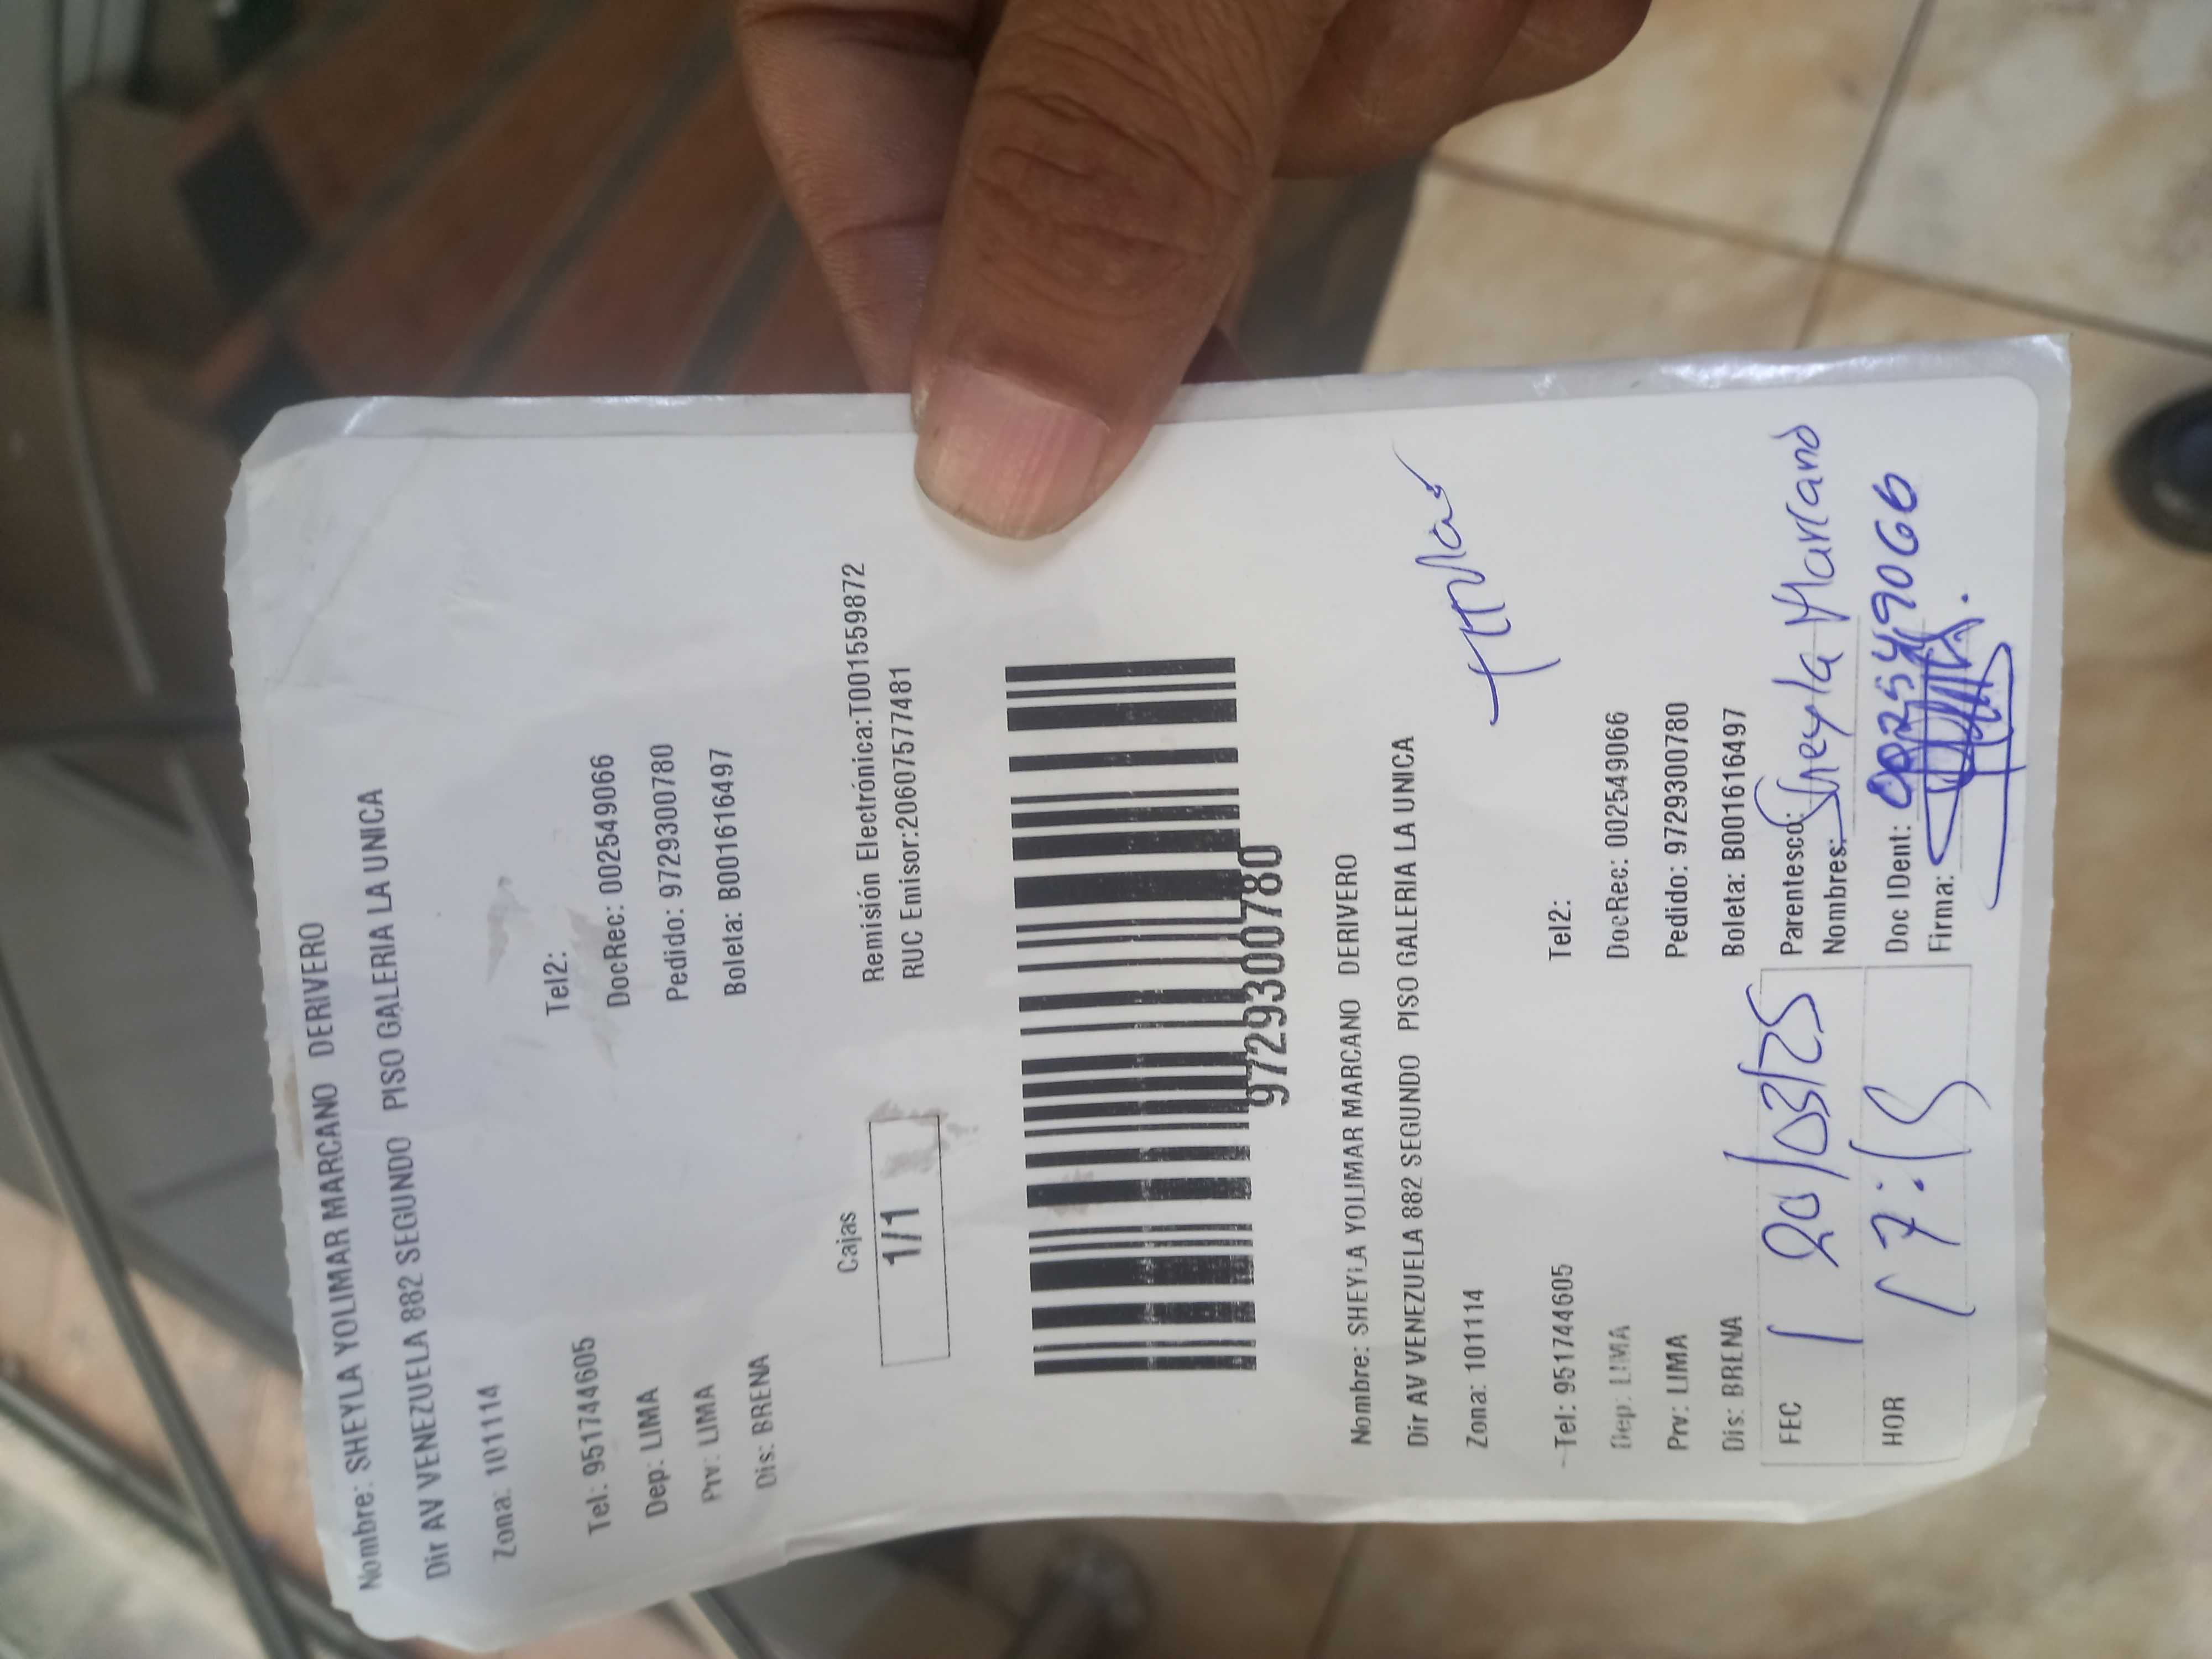 Nombre: SHEYLA YOLIMAR MARCANO DERIVERO
Dir AV VENEZUELA 882 SEGUNDO PISO GALERIA LA UNICA
Zona: 101114
Tel: 951744605 Tel2:
Dep: LIMA DocRec: 002549066
Prv: LIMA Pedido: 9729300780
Dis: BRENA Boleta: B001616497
Cajas
1/1
Remisión Electrónica:T001559872
RUC Emisor:20607577481
9729300780
Nombre: SHEYLA YOLIMAR MARCANO DERIVERO
Dir AV VENEZUELA 882 SEGUNDO PISO GALERIA LA UNICA
Zona: 101114
Tel: 951744605 Tel2:
Dep: LIMA DocRec: 002549066
Prv: LIMA Pedido: 9729300780
Dis: BRENA Boleta: B001616497
FEC 20/03/25
Parentesco:
Nombres: Sheyla Marcano
HOR 17:15
Doc IDent: 002549066
Firma: